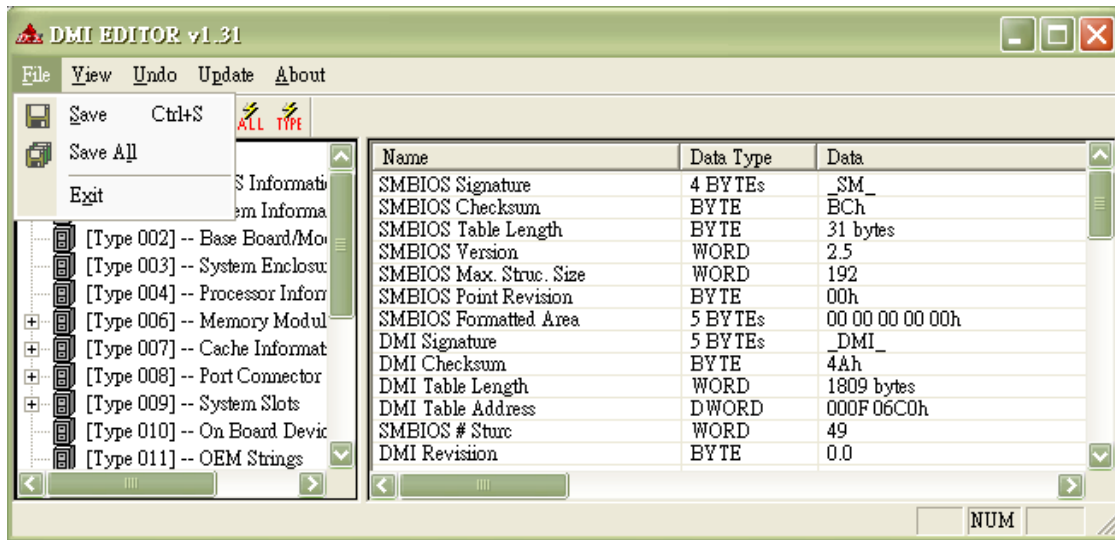 DMI EDITOR v1.31
File View Undo Update About
Save Ctrl+S
Save All
Exit
ALL TYPE
S Informati
em Informa
[Type 002] -- Base Board/Mo
[Type 003] -- System Enclosu
[Type 004] -- Processor Inform
[Type 006] -- Memory Modul
[Type 007] -- Cache Informat
[Type 008] -- Port Connector
[Type 009] -- System Slots
[Type 010] -- On Board Devic
[Type 011] -- OEM Strings
Name Data Type Data
SMBIOS Signature 4 BYTEs _SM_
SMBIOS Checksum BYTE BCh
SMBIOS Table Length BYTE 31 bytes
SMBIOS Version WORD 2.5
SMBIOS Max. Struc. Size WORD 192
SMBIOS Point Revision BYTE 00h
SMBIOS Formatted Area 5 BYTEs 00 00 00 00 00h
DMI Signature 5 BYTEs _DMI_
DMI Checksum BYTE 4Ah
DMI Table Length WORD 1809 bytes
DMI Table Address DWORD 000F 06C0h
SMBIOS # Sturc WORD 49
DMI Revisiion BYTE 0.0
NUM